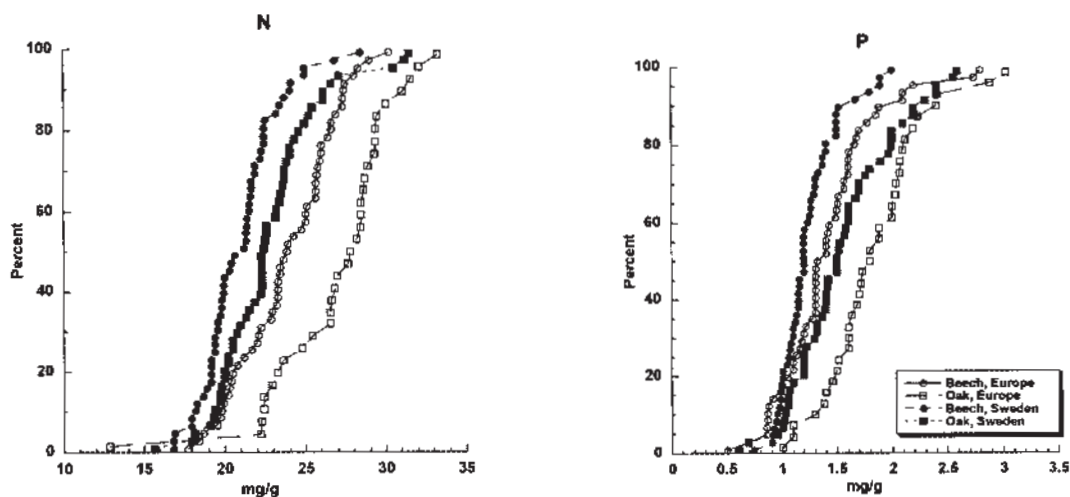 N
100
80
60
40
20
0
Percent
10
15
20
25
30
35
mg/g
P
100
80
60
40
20
0
Percent
0
0.5
1
1.5
2
2.5
3
3.5
mg/g
Beech, Europe
Oak, Europe
Beech, Sweden
Oak, Sweden